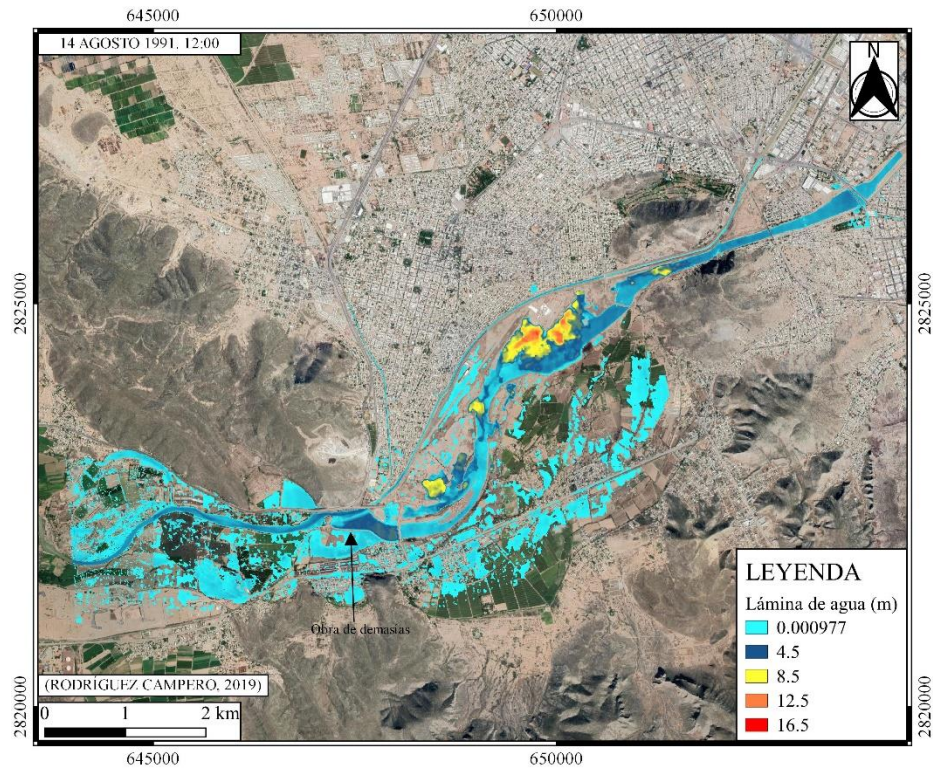 645000 650000
14 AGOSTO 1991, 12:00
N
2825000 2825000
LEYENDA
Lámina de agua (m)
0.000977
4.5
8.5
12.5
16.5
Obra de demasías
(RODRÍGUEZ CAMPERO, 2019)
0 1 2 km
2820000 2820000
645000 650000